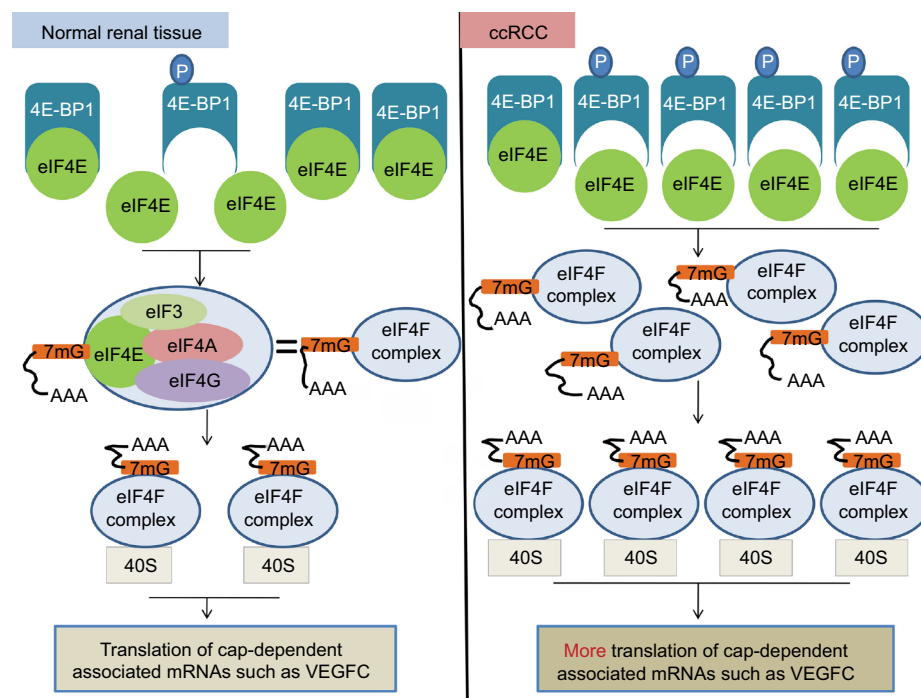 Normal renal tissue
P
4E-BP1
4E-BP1
4E-BP1
4E-BP1
eIF4E
eIF4E
eIF4E
eIF4E
eIF4E
eIF3
7mG
eIF4E
eIF4A
eIF4G
AAA
=
7mG
eIF4F
complex
AAA
AAA
7mG
eIF4F
complex
40S
AAA
7mG
eIF4F
complex
40S
Translation of cap-dependent
associated mRNAs such as VEGFC
ccRCC
P
P
P
P
4E-BP1
4E-BP1
4E-BP1
4E-BP1
4E-BP1
eIF4E
eIF4E
eIF4E
eIF4E
eIF4E
7mG
eIF4F
complex
AAA
7mG
eIF4F
complex
AAA
7mG
eIF4F
complex
AAA
7mG
eIF4F
complex
AAA
AAA
7mG
eIF4F
complex
40S
AAA
7mG
eIF4F
complex
40S
AAA
7mG
eIF4F
complex
40S
AAA
7mG
eIF4F
complex
40S
More translation of cap-dependent
associated mRNAs such as VEGFC